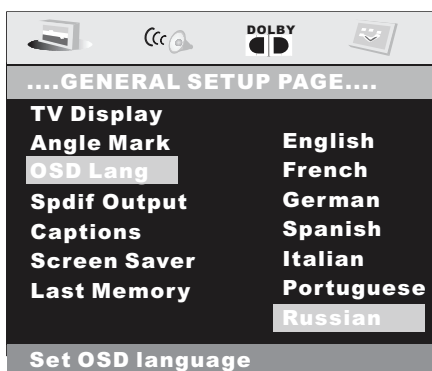 DOLBY
....GENERAL SETUP PAGE....
TV Display
Angle Mark
OSD Lang
Spdif Output
Captions
Screen Saver
Last Memory
English
French
German
Spanish
Italian
Portuguese
Russian
Set OSD language